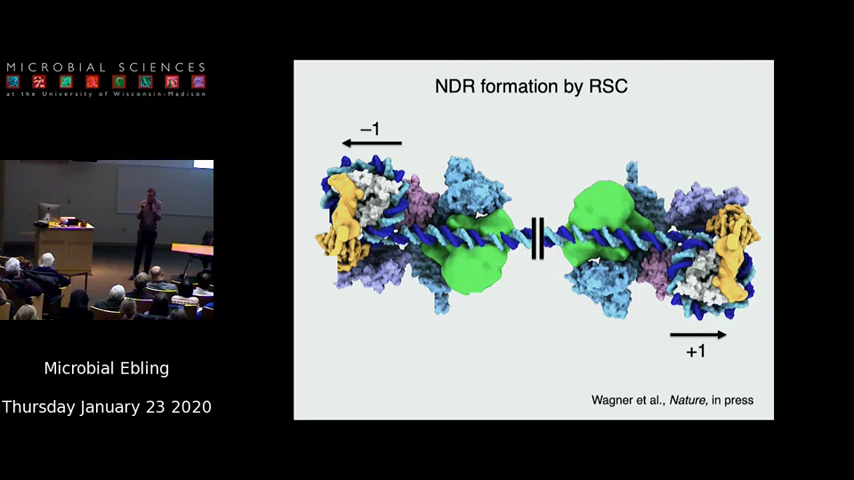 MICROBIAL SCIENCES
at the University of Wisconsin-Madison
NDR formation by RSC
–1
+1
Wagner et al., Nature, in press
Microbial Ebling
Thursday January 23 2020